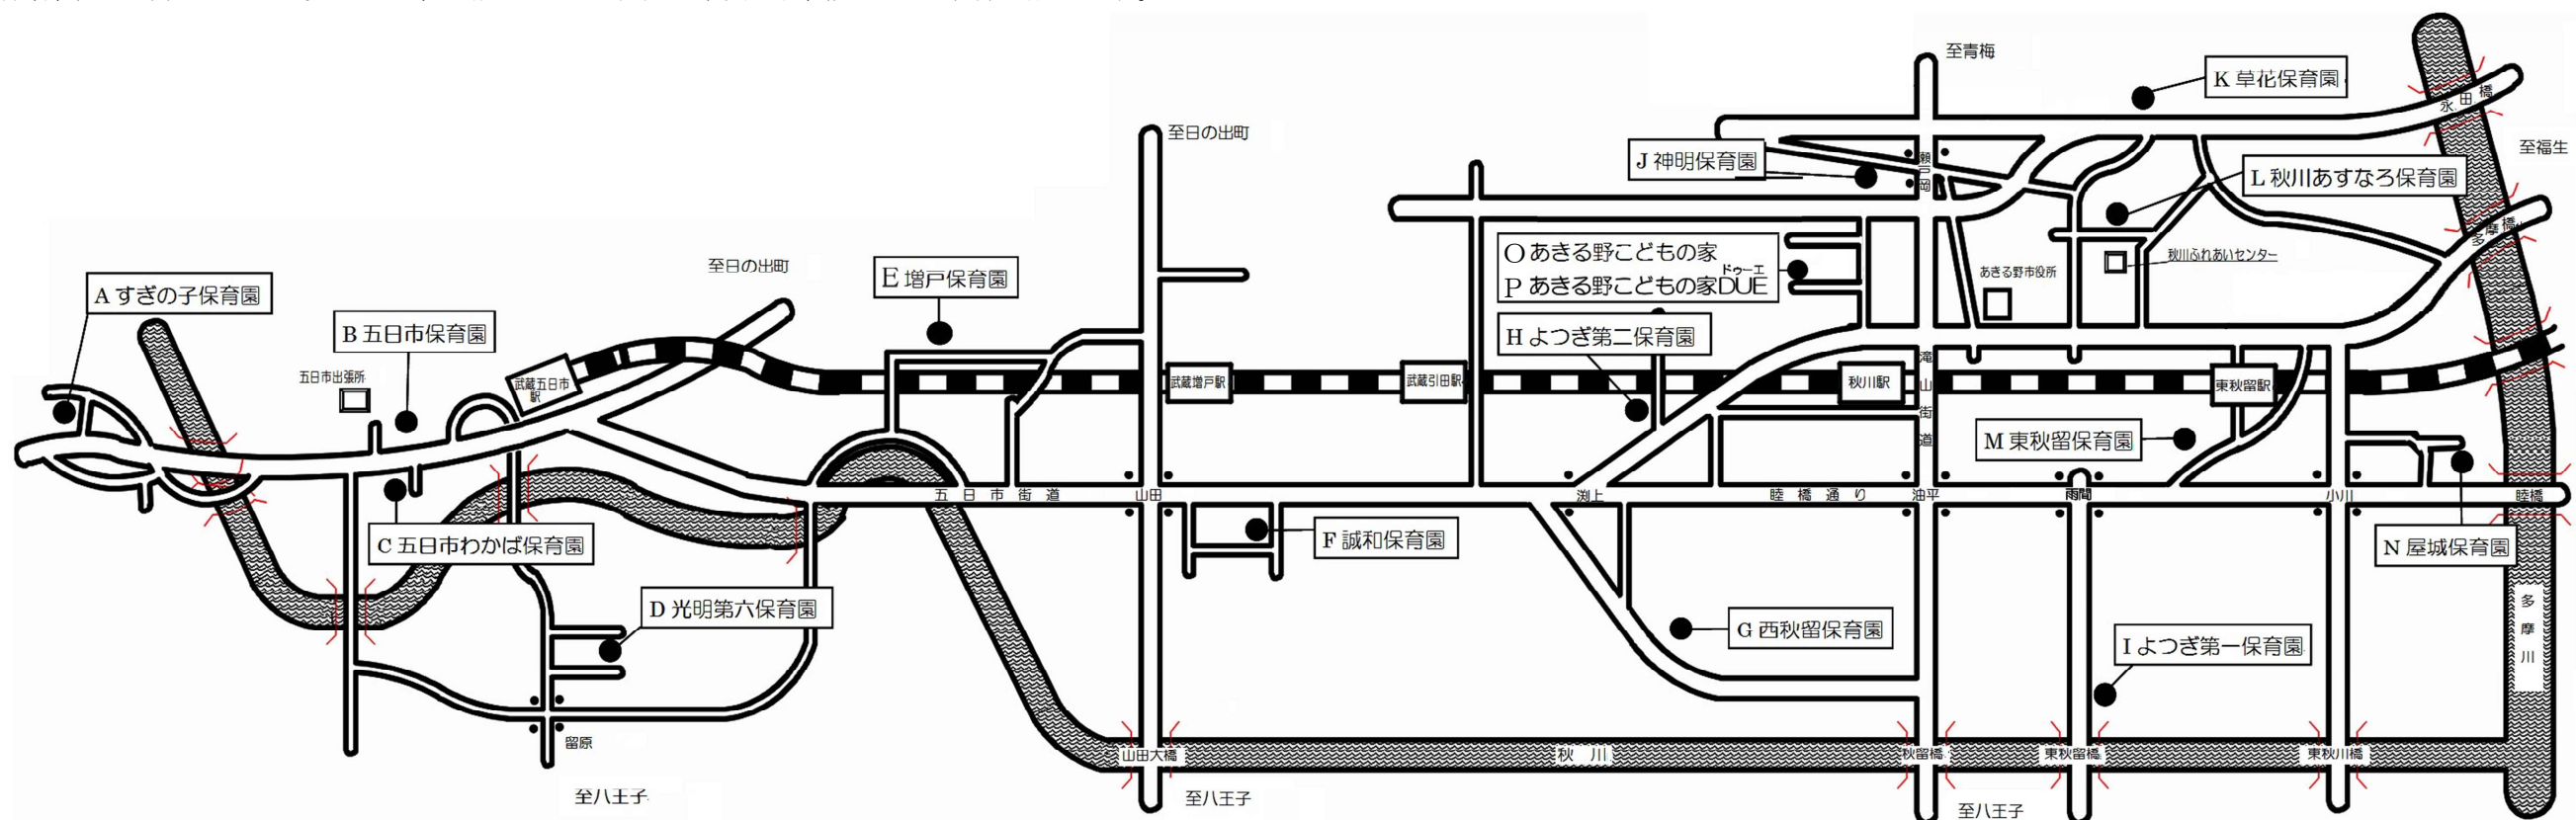 至青梅
K 草花保育園
永田橋
至福生
至日の出町
J 神明保育園
瀬戸岡
L 秋川あすなろ保育園
多摩橋
秋川ふれあいセンター
あきる野市役所
O あきる野こどもの家
ドゥーエ
P あきる野こどもの家DUE
至日の出町
E 増戸保育園
A すぎの子保育園
B 五日市保育園
五日市出張所
武蔵五日市
駅
H よつぎ第二保育園
武蔵増戸駅
武蔵引田駅
秋川駅
滝山街道
東秋留駅
M 東秋留保育園
五日市街道
山田
渕上
睦橋通り
油平
雨間
小川
睦橋
C 五日市わかば保育園
F 誠和保育園
N 屋城保育園
D 光明第六保育園
G 西秋留保育園
I よつぎ第一保育園
多摩川
留原
山田大橋
秋川
秋留橋
東秋留橋
東秋川橋
至八王子
至八王子
至八王子